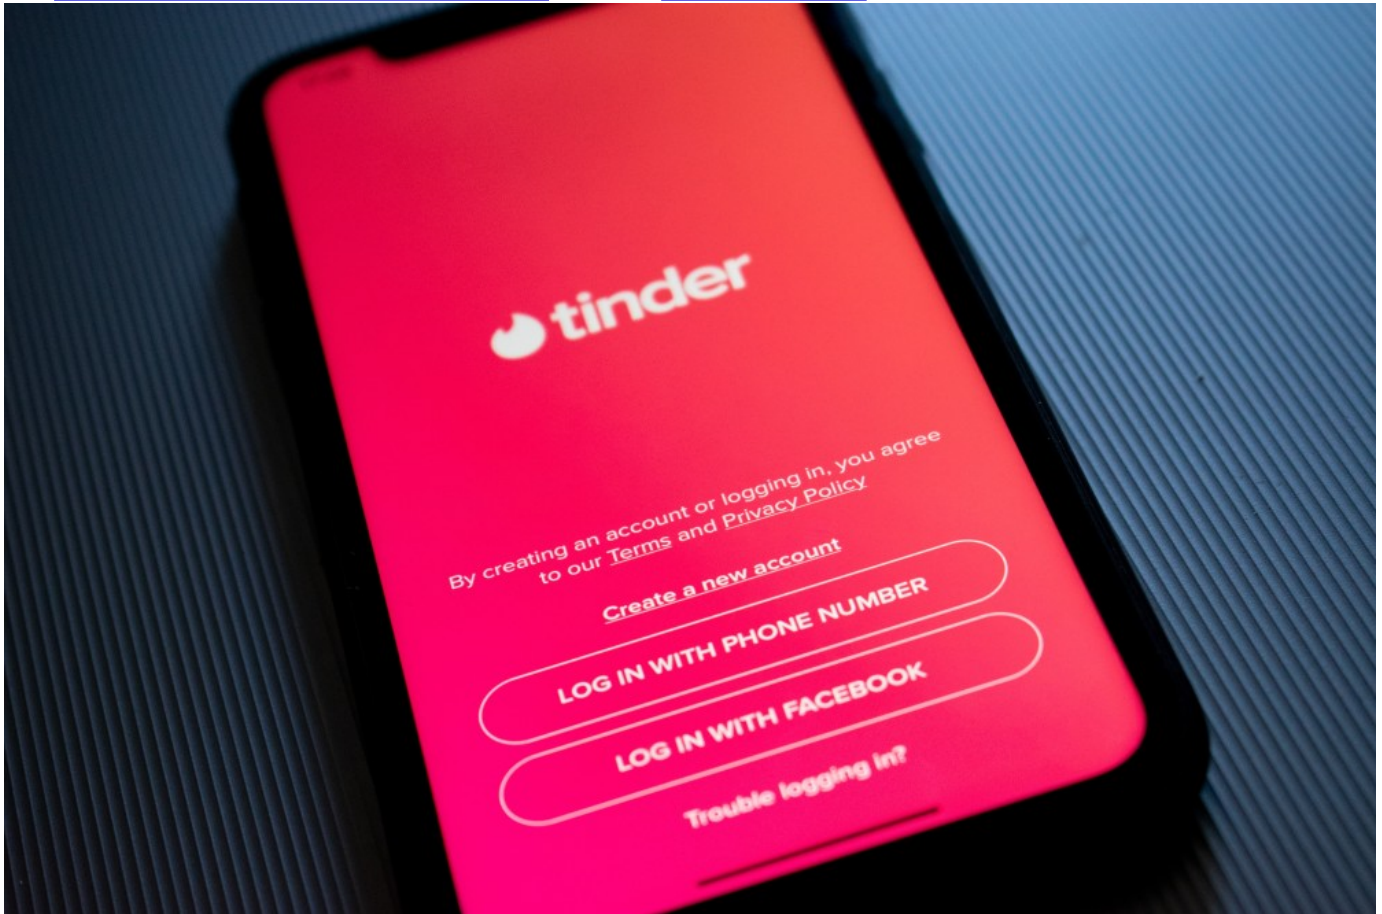 tinder
By creating an account or logging in, you agree
to our Terms and Privacy Policy
Create a new account
LOG IN WITH PHONE NUMBER
LOG IN WITH FACEBOOK
Trouble logging in?